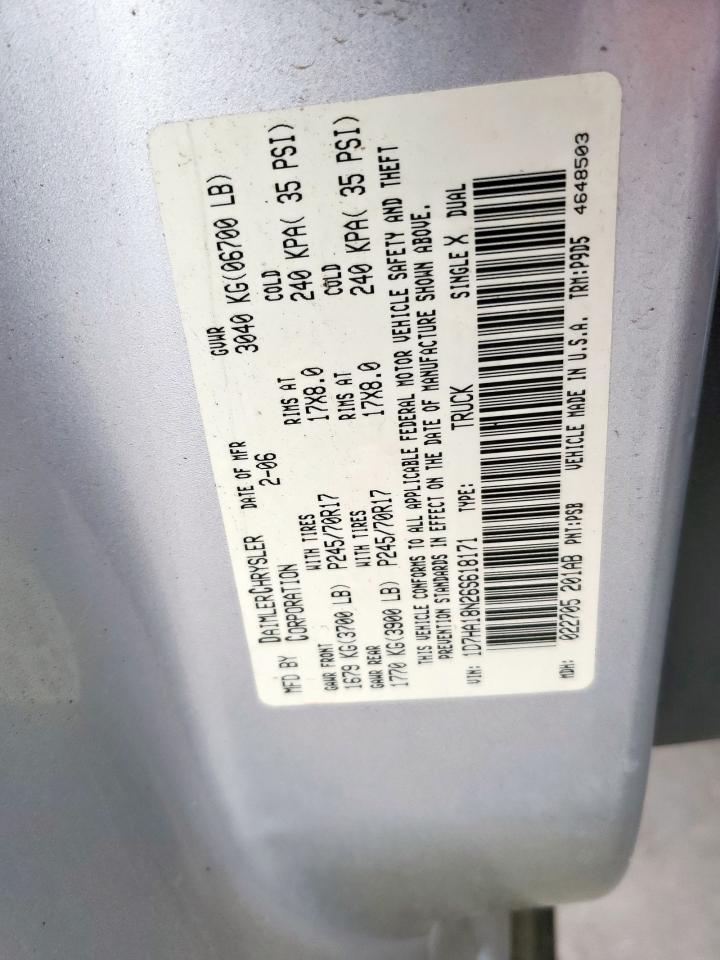 MFD BY DAIMLERCHRYSLER CORPORATION DATE OF MFR 2-06 GVWR 3040 KG(06700 LB)
GAWR FRONT WITH TIRES RIMS AT COLD
1679 KG(3700 LB) P245/70R17 17X8.0 240 KPA( 35 PSI)
GAWR REAR WITH TIRES RIMS AT COLD
1770 KG(3900 LB) P245/70R17 17X8.0 240 KPA( 35 PSI)
THIS VEHICLE CONFORMS TO ALL APPLICABLE FEDERAL MOTOR VEHICLE SAFETY AND THEFT
PREVENTION STANDARDS IN EFFECT ON THE DATE OF MANUFACTURE SHOWN ABOVE.
VIN: 1D7HA18N26S618171 TYPE: TRUCK SINGLE X DUAL
MDH: 022705 201AB PNT:PSB VEHICLE MADE IN U.S.A. TRM:P9D5 4648503